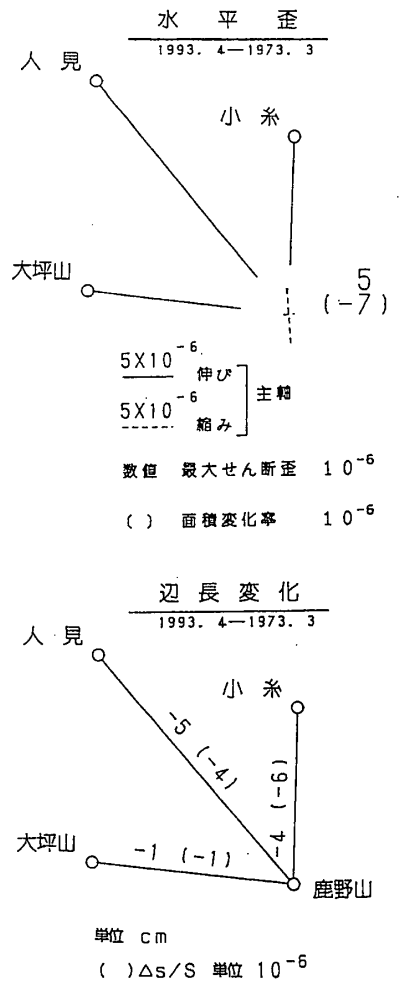 水 平 歪
1993. 4―1973. 3
人 見
小 糸
大坪山
5
(-7)
5X10⁻⁶ 伸び
5X10⁻⁶ 縮み
主軸
数値 最大せん断歪 10⁻⁶
( ) 面積変化率 10⁻⁶
辺 長 変 化
1993. 4―1973. 3
人 見
小 糸
-5 (-4)
-4 (-6)
大坪山
-1 (-1)
鹿野山
単位 cm
( )△s/S 単位 10⁻⁶